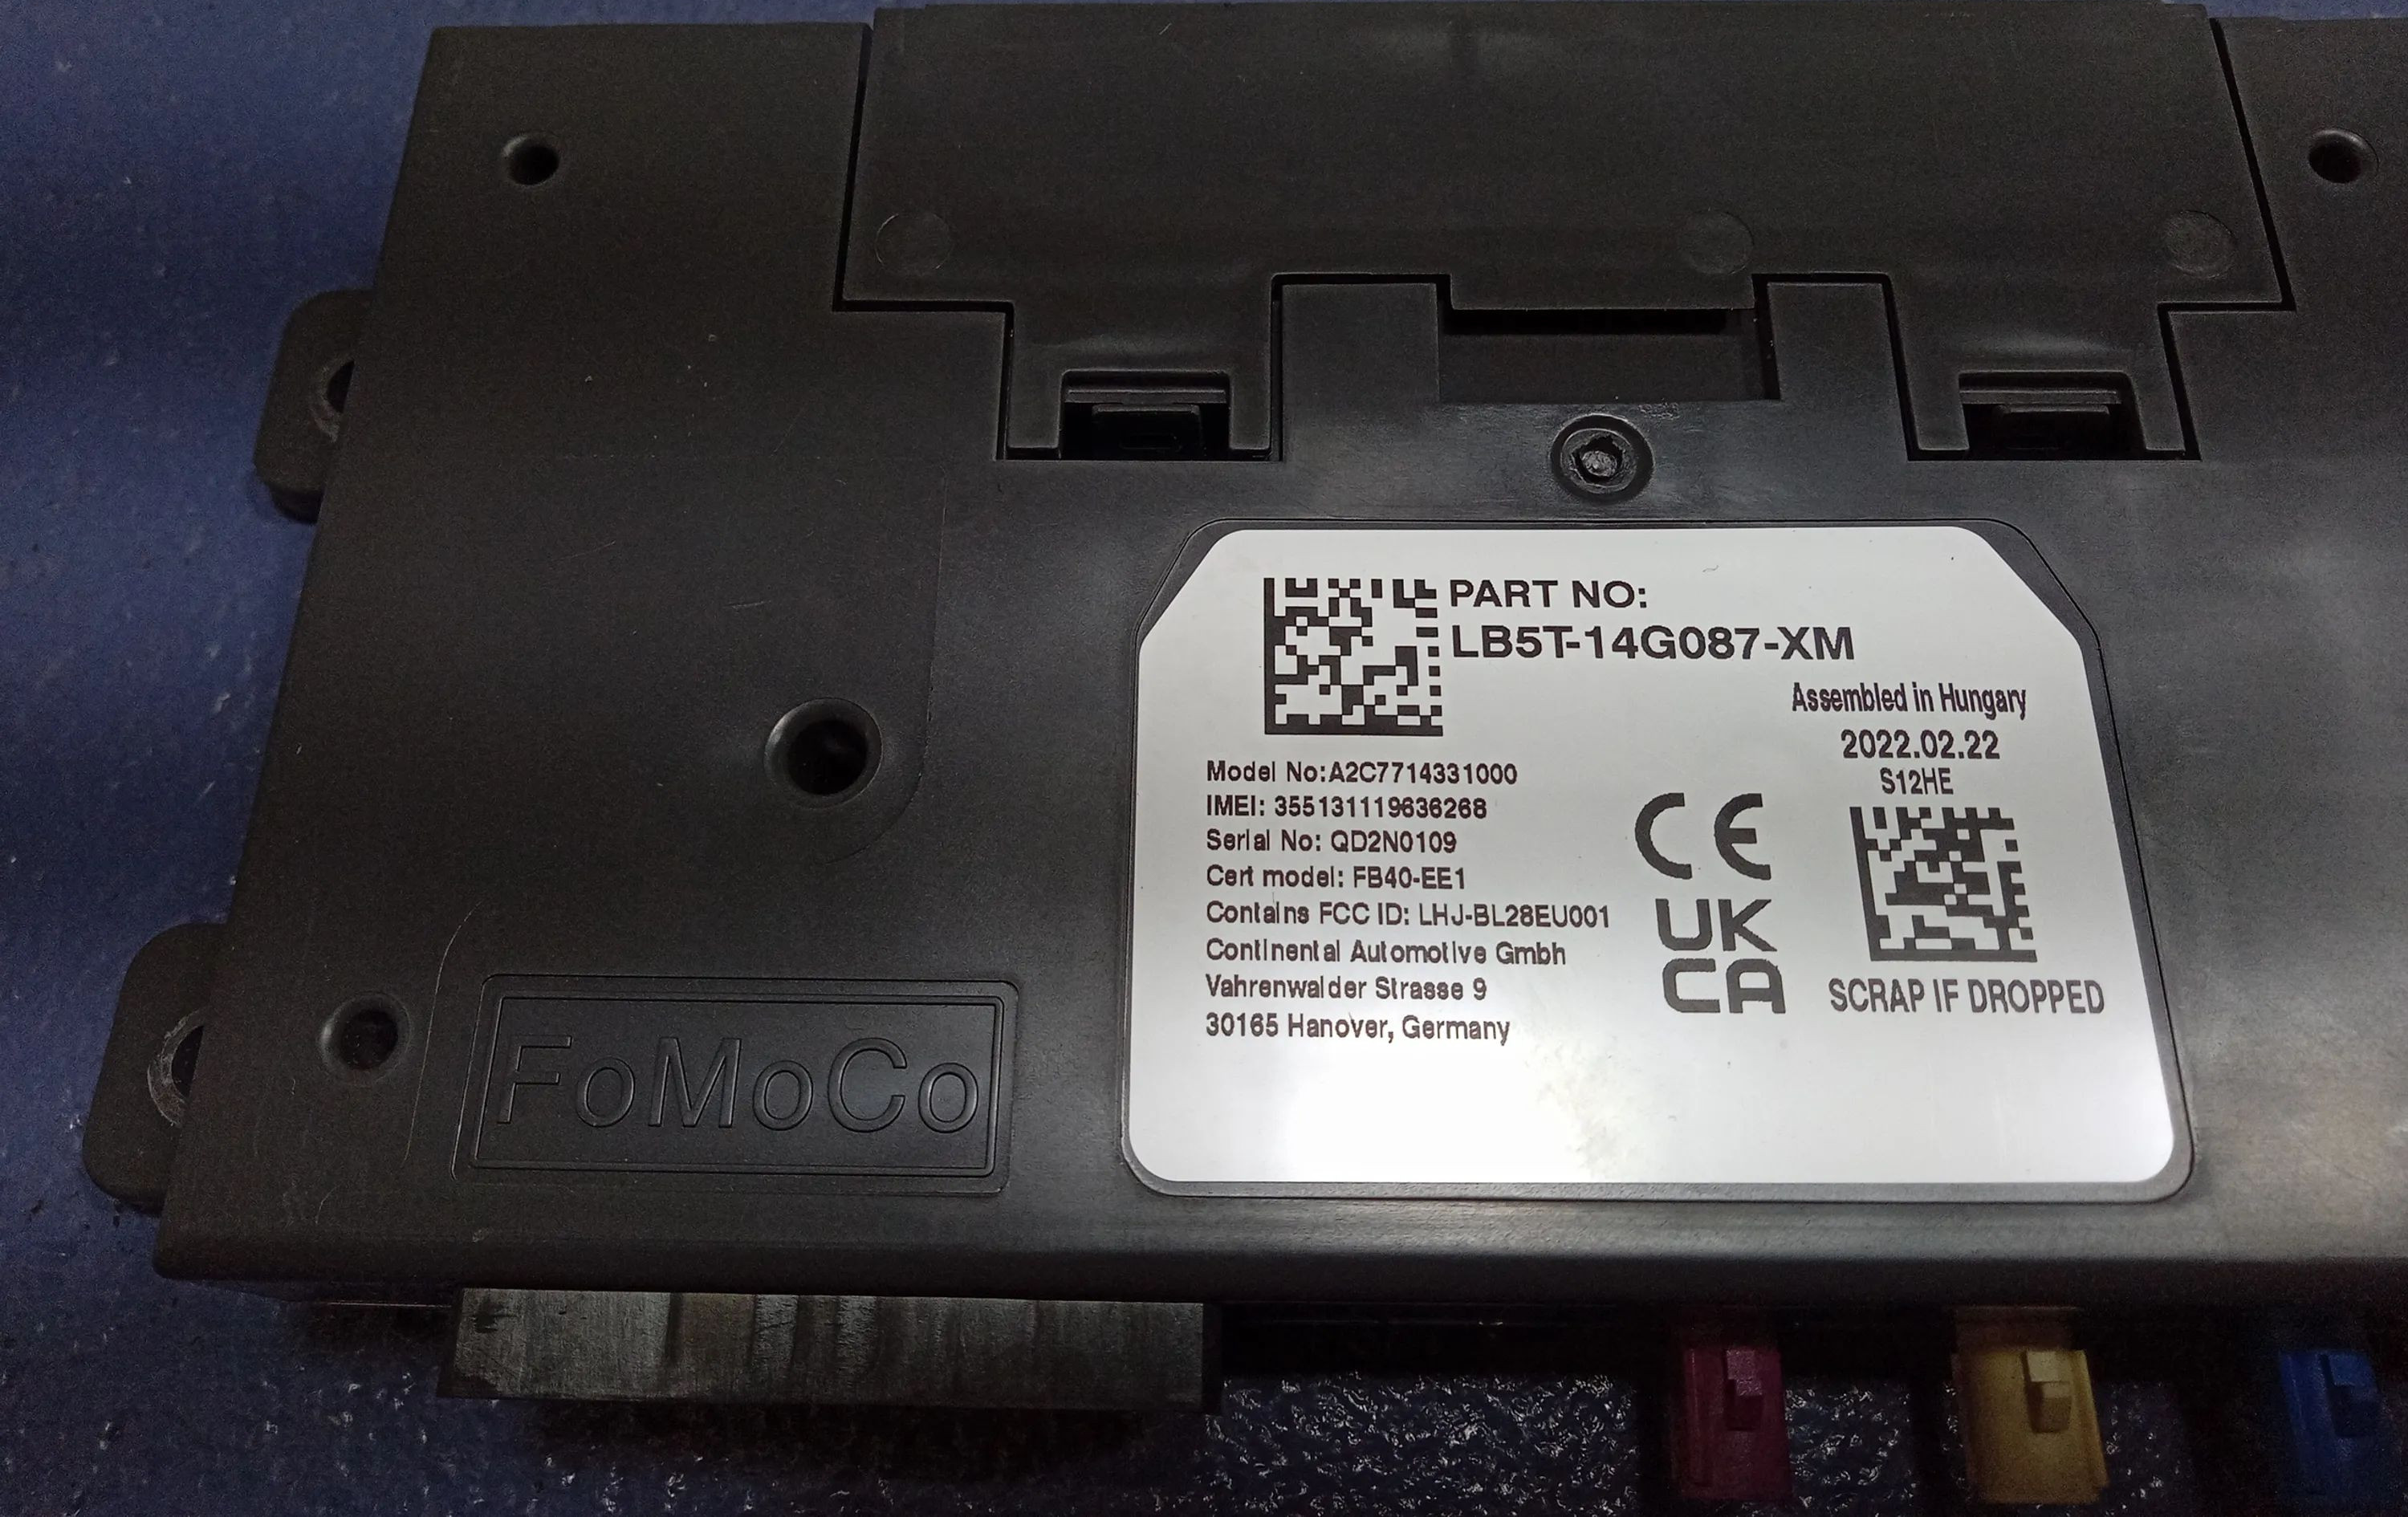 PART NO:
LB5T-14G087-XM
Assembled in Hungary
2022.02.22
S12HE
Model No:A2C7714331000
IMEI: 355131119636268
Serial No: QD2N0109
Cert model: FB40-EE1
Contains FCC ID: LHJ-BL28EU001
Continental Automotive Gmbh
Vahrenwalder Strasse 9
30165 Hanover, Germany
CE
UK
CA
SCRAP IF DROPPED
FoMoCo